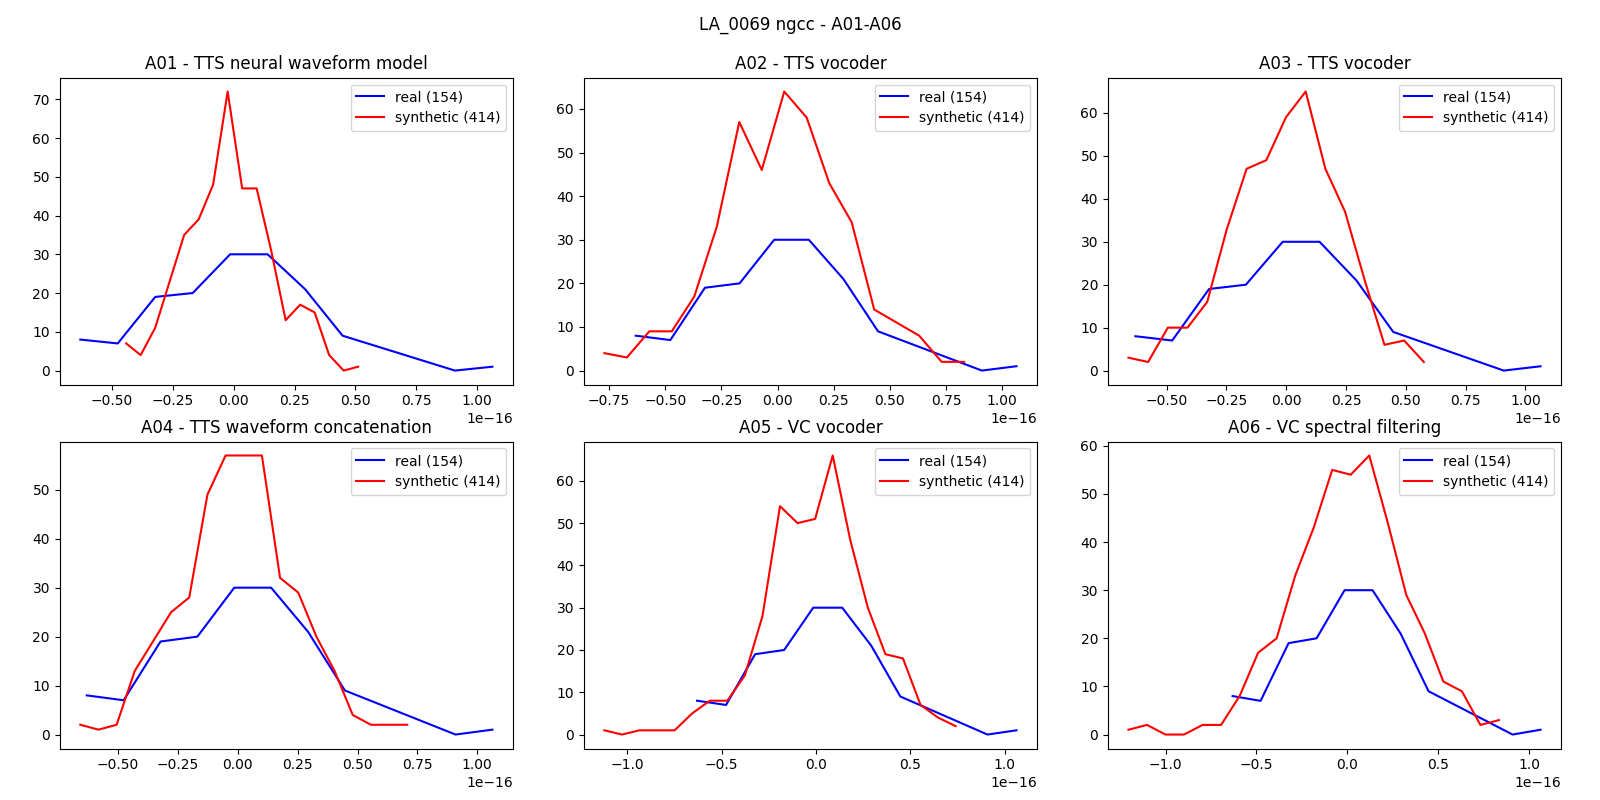 LA_0069 ngcc - A01-A06
A01 - TTS neural waveform model
70
60
50
40
30
20
10
0
real (154)
synthetic (414)
−0.50 −0.25 0.00 0.25 0.50 0.75 1.00
1e−16
A02 - TTS vocoder
60
50
40
30
20
10
0
real (154)
synthetic (414)
−0.75 −0.50 −0.25 0.00 0.25 0.50 0.75 1.00
1e−16
A03 - TTS vocoder
60
50
40
30
20
10
0
real (154)
synthetic (414)
−0.50 −0.25 0.00 0.25 0.50 0.75 1.00
1e−16
A04 - TTS waveform concatenation
50
40
30
20
10
0
real (154)
synthetic (414)
−0.50 −0.25 0.00 0.25 0.50 0.75 1.00
1e−16
A05 - VC vocoder
60
50
40
30
20
10
0
real (154)
synthetic (414)
−1.0 −0.5 0.0 0.5 1.0
1e−16
A06 - VC spectral filtering
60
50
40
30
20
10
0
real (154)
synthetic (414)
−1.0 −0.5 0.0 0.5 1.0
1e−16